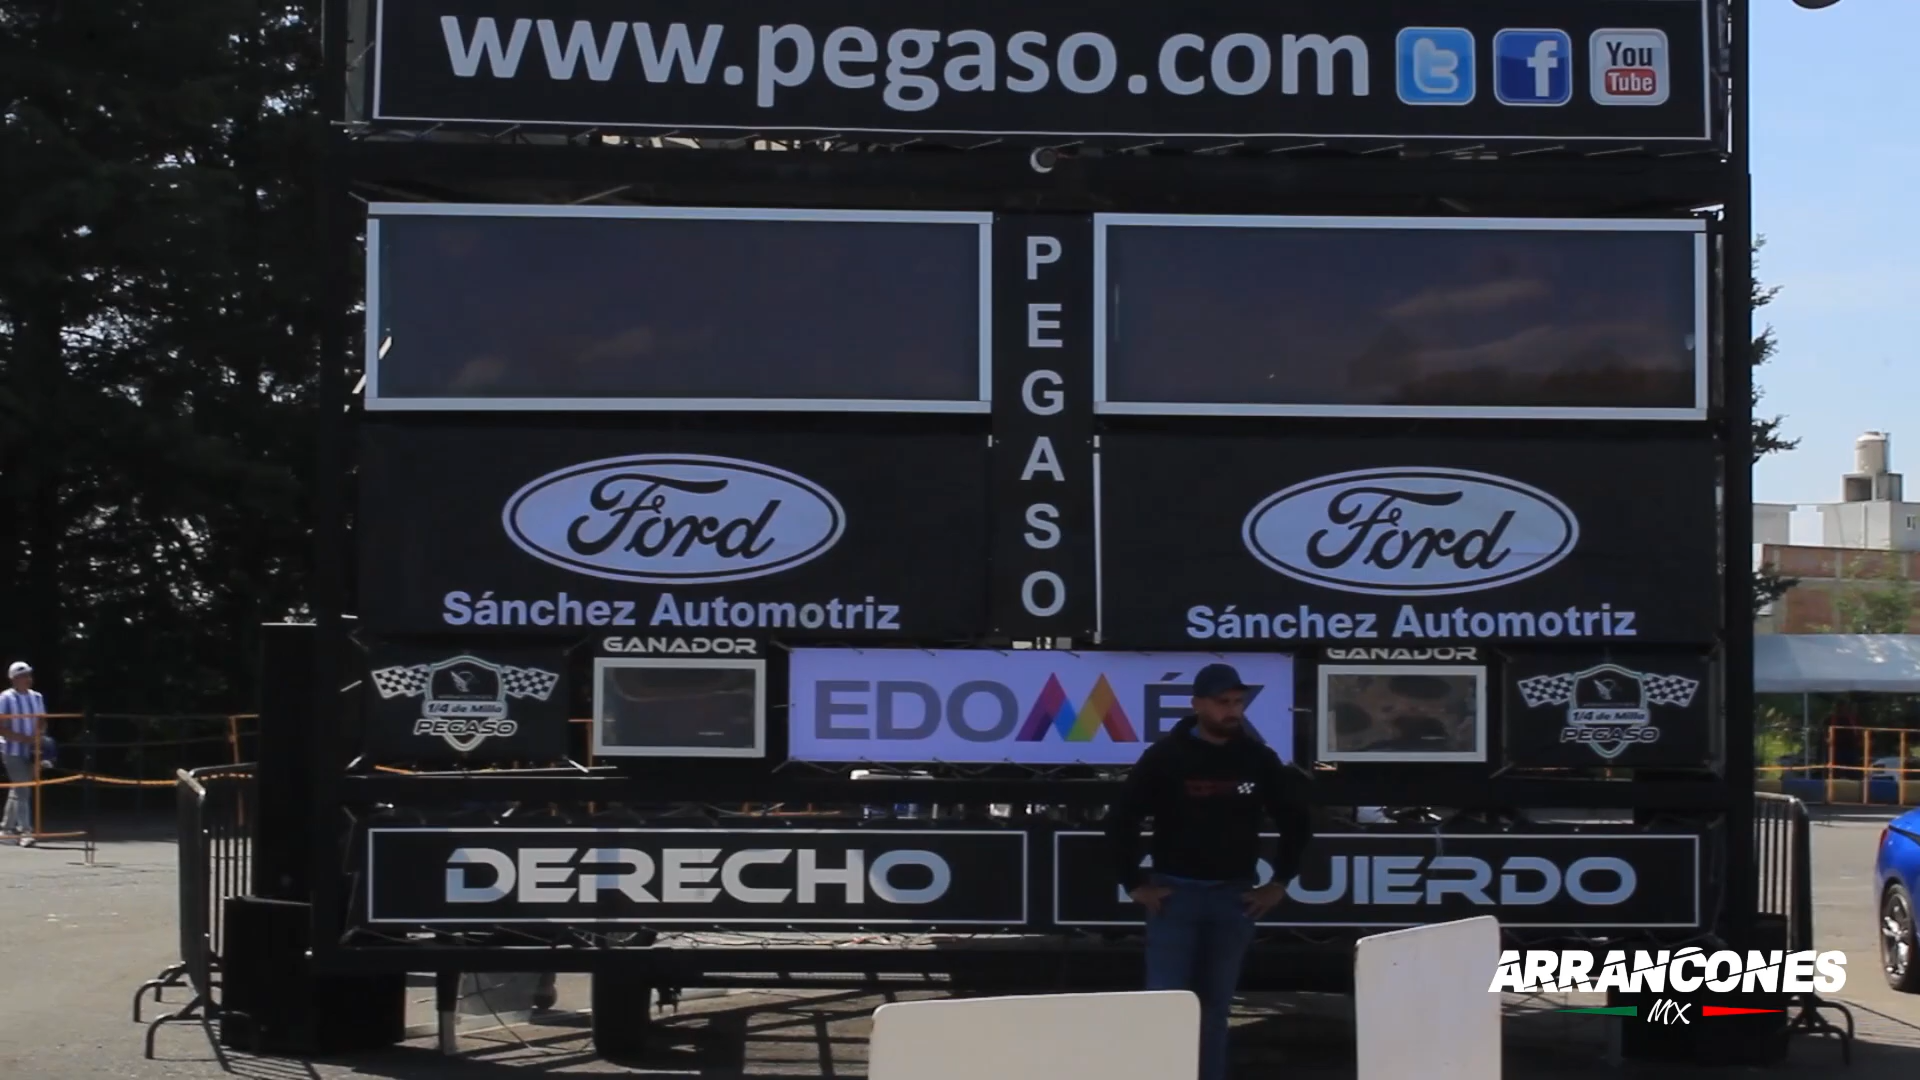 www.pegaso.com
You
Tube
PEGASO
Ford
Sánchez Automotriz
Ford
Sánchez Automotriz
GANADOR
GANADOR
1/4 de Milla
PEGASO
EDOMÉX
1/4 de Milla
PEGASO
DERECHO
QUIERDO
ARRANCONES
MX